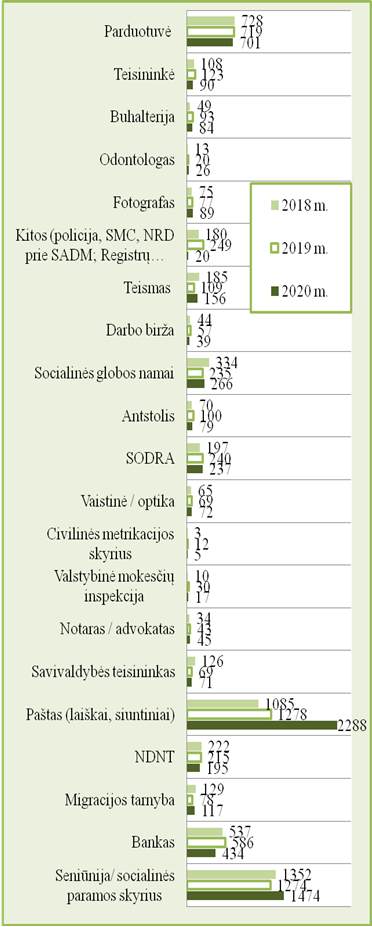 Parduotuvė
728
719
701
Teisininkė
108
123
90
Buhalterija
49
93
84
Odontologas
13
20
26
Fotografas
75
77
89
Kitos (policija, SMC, NRD
prie SADM; Registrų…
180
249
20
Teismas
185
109
156
Darbo birža
44
57
39
Socialinės globos namai
334
235
266
Antstolis
70
100
79
SODRA
197
240
237
Vaistinė / optika
65
69
72
Civilinės metrikacijos
skyrius
3
12
5
Valstybinė mokesčių
inspekcija
10
30
17
Notaras / advokatas
34
43
45
Savivaldybės teisininkas
126
69
71
Paštas (laiškai, siuntiniai)
1085
1278
2288
NDNT
222
215
195
Migracijos tarnyba
129
78
117
Bankas
537
586
434
Seniūnija/ socialinės
paramos skyrius
1352
1274
1474
2018 m.
2019 m.
2020 m.